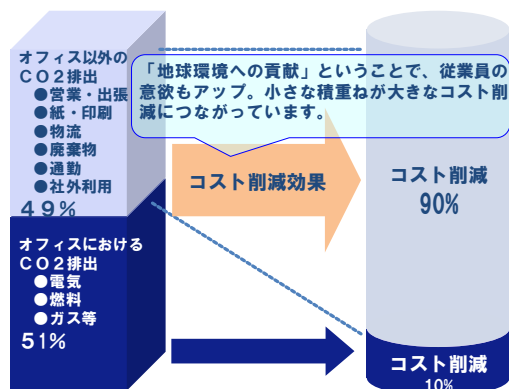 オフィス以外の
CO2排出
●営業・出張
●紙・印刷
●物流
●廃棄物
●通勤
●社外利用
49%
オフィスにおける
CO2排出
●電気
●燃料
●ガス等
51%
「地球環境への貢献」ということで、従業員の
意欲もアップ。小さな積重ねが大きなコスト削
減につながっています。
コスト削減効果
コスト削減
90%
コスト削減
10%